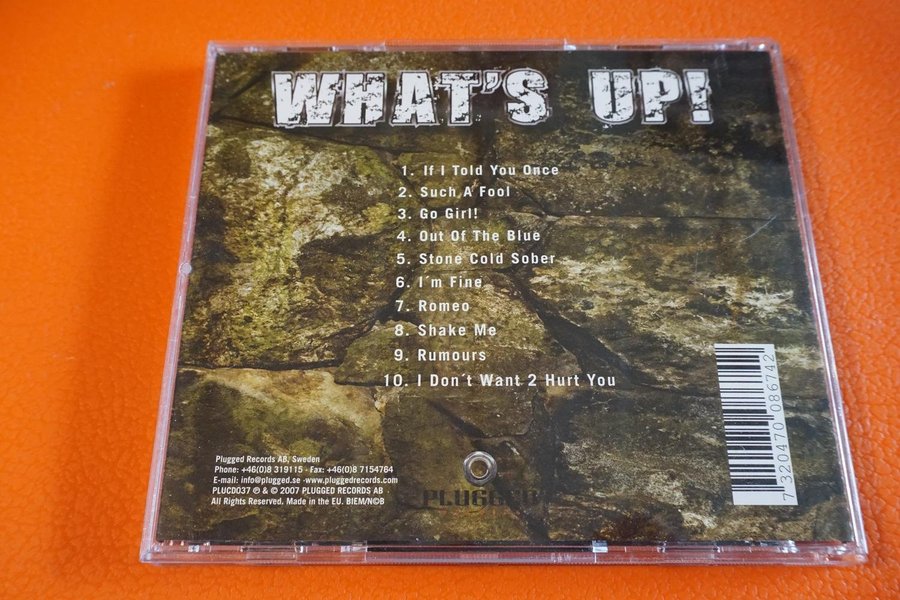 WHAT'S UP!
1. If I Told You Once
2. Such A Fool
3. Go Girl!
4. Out Of The Blue
5. Stone Cold Sober
6. I´m Fine
7. Romeo
8. Shake Me
9. Rumours
10. I Don´t Want 2 Hurt You
Plugged Records AB, Sweden
Phone: +46(0)8 319115 - Fax: +46(0)8 7154764
E-mail: info@plugged.se -www.pluggedrecords.com
PLUCD037 ℗ & © 2007 PLUGGED RECORDS AB
All Rights Reserved. Made in the EU. BIEM/N©B
PLUGGED
7 320470 086742